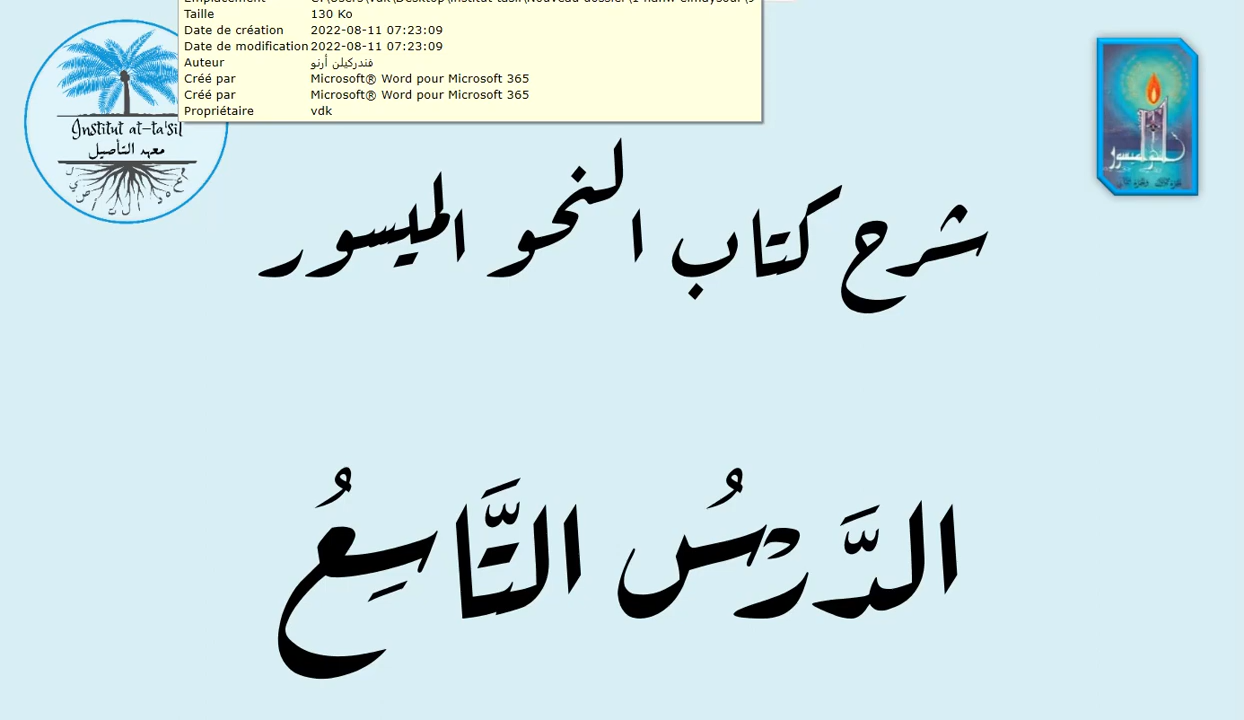 Taille 130 Ko
Date de création 2022-08-11 07:23:09
Date de modification 2022-08-11 07:23:09
Auteur فندركيلن أرنو
Créé par Microsoft® Word pour Microsoft 365
Créé par Microsoft® Word pour Microsoft 365
Propriétaire vdk
Institut at-ta'sil
معهد التأصيل
شرح كتاب النحو الميسور
الدَّرْسُ التَّاسِعُ